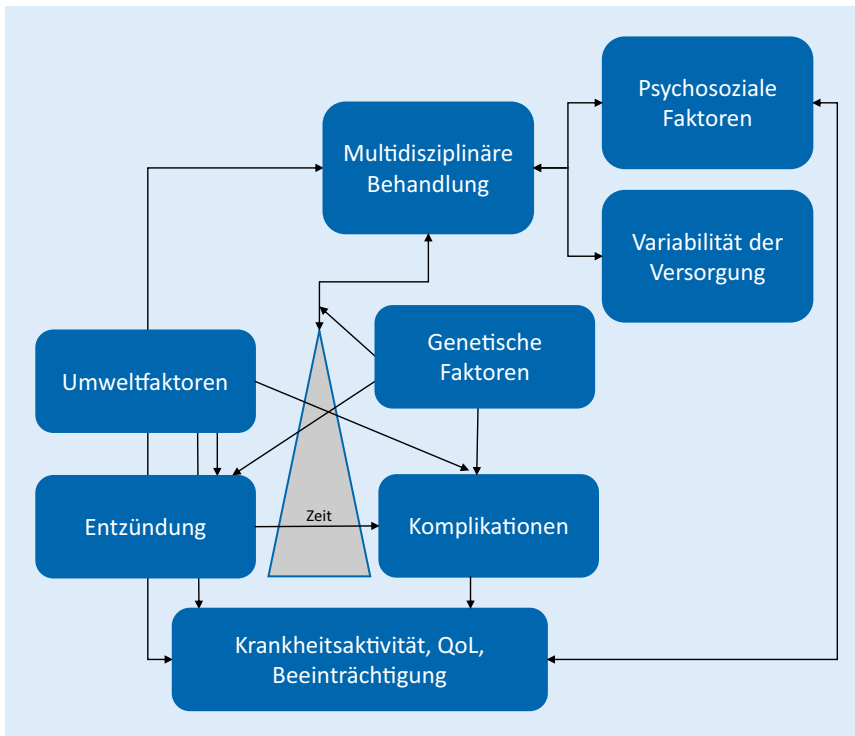 Psychosoziale
Faktoren
Multidisziplinäre
Behandlung
Variabilität der
Versorgung
Genetische
Faktoren
Umweltfaktoren
Entzündung
Zeit
Komplikationen
Krankheitsaktivität, QoL,
Beeinträchtigung